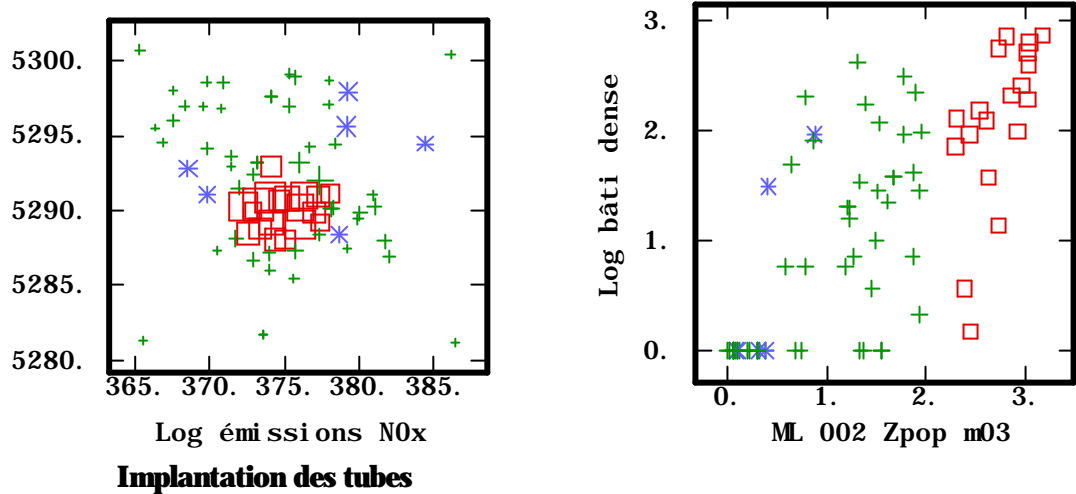 5300.
5295.
5290.
5285.
5280.
365. 370. 375. 380. 385.
Log émissions NOx
Implantation des tubes
Log bâti dense
3.
2.
1.
0.
0. 1. 2. 3.
ML 002 Zpop m03